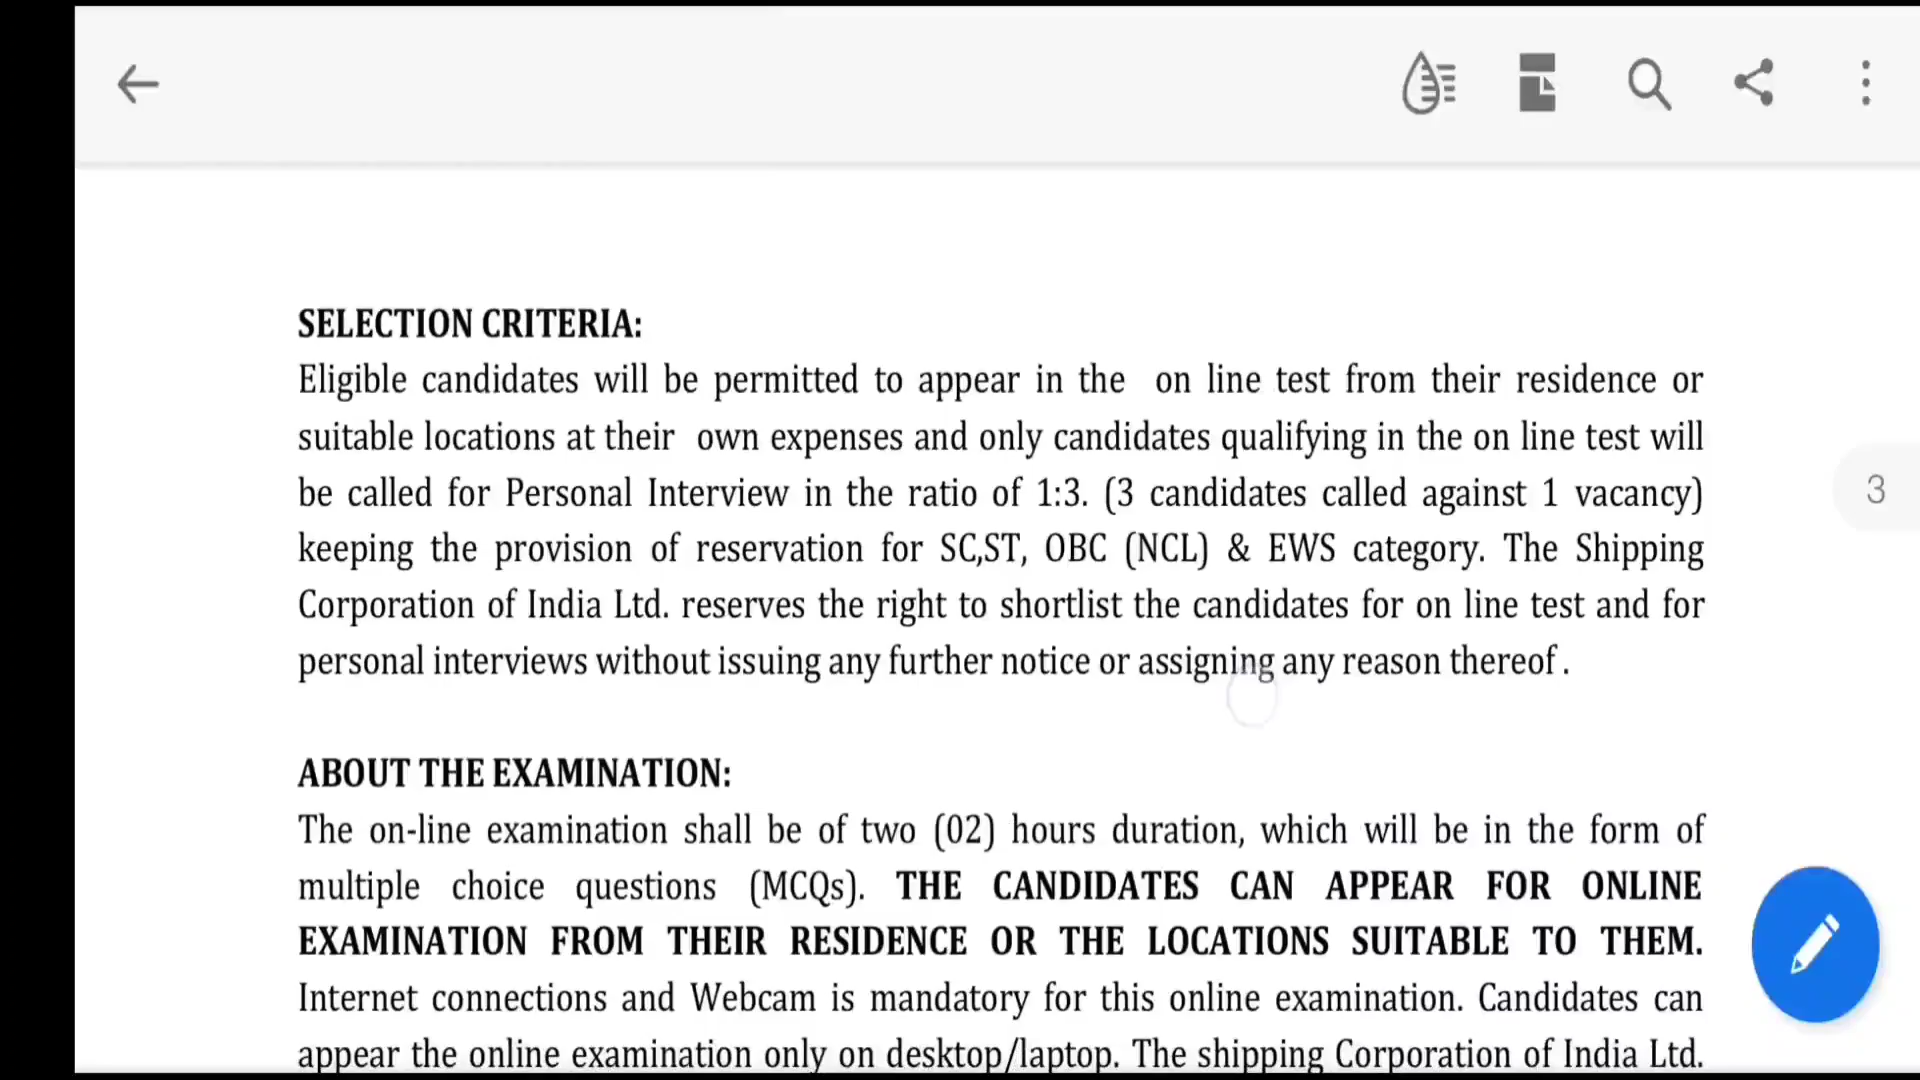 SELECTION CRITERIA:
Eligible candidates will be permitted to appear in the on line test from their residence or
suitable locations at their own expenses and only candidates qualifying in the on line test will
be called for Personal Interview in the ratio of 1:3. (3 candidates called against 1 vacancy)
3
keeping the provision of reservation for SC,ST, OBC (NCL) & EWS category. The Shipping
Corporation of India Ltd. reserves the right to shortlist the candidates for on line test and for
personal interviews without issuing any further notice or assigning any reason thereof .
ABOUT THE EXAMINATION:
The on-line examination shall be of two (02) hours duration, which will be in the form of
multiple choice questions (MCQs). THE CANDIDATES CAN APPEAR FOR ONLINE
EXAMINATION FROM THEIR RESIDENCE OR THE LOCATIONS SUITABLE TO THEM.
Internet connections and Webcam is mandatory for this online examination. Candidates can
appear the online examination only on desktop/laptop. The shipping Corporation of India Ltd.